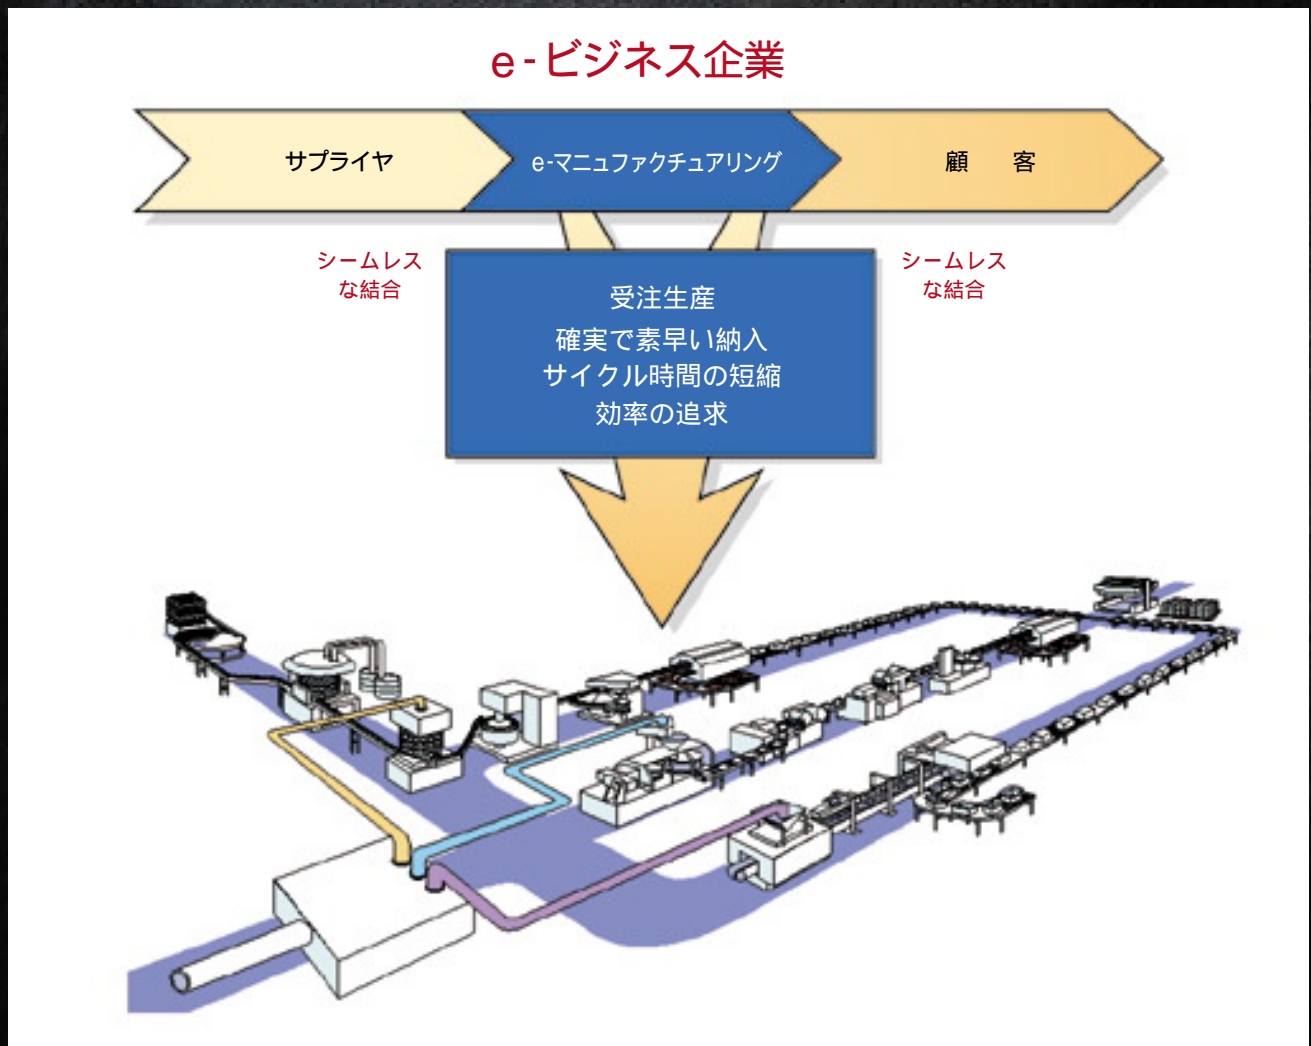 e-ビジネス企業
サプライヤ
e-マニュファクチュアリング
顧　客
シームレス
な結合
受注生産
確実で素早い納入
サイクル時間の短縮
効率の追求
シームレス
な結合